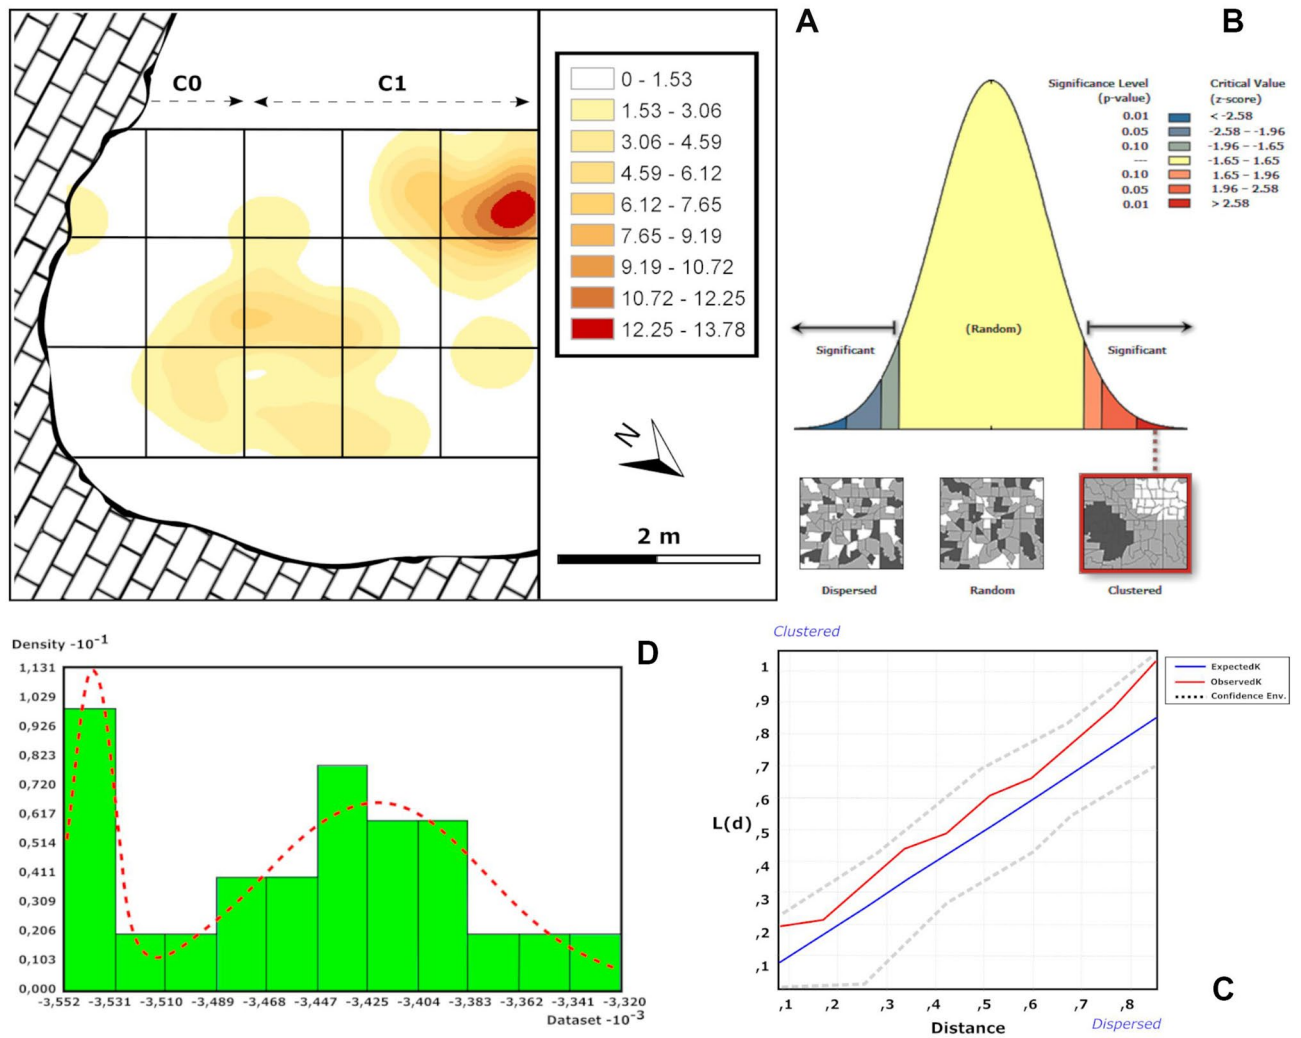 A
C0
C1
0 - 1.53
1.53 - 3.06
3.06 - 4.59
4.59 - 6.12
6.12 - 7.65
7.65 - 9.19
9.19 - 10.72
10.72 - 12.25
12.25 - 13.78
N
2 m
B
Significance Level
(p-value)
Critical Value
(z-score)
0.01 < -2.58
0.05 -2.58 – -1.96
0.10 -1.96 – -1.65
--- -1.65 – 1.65
0.10 1.65 – 1.96
0.05 1.96 – 2.58
0.01 > 2.58
(Random)
Significant
Significant
Dispersed
Random
Clustered
D
Density -10⁻¹
1,131
1,029
0,926
0,823
0,720
0,617
0,514
0,411
0,309
0,206
0,103
0,000
-3,552 -3,531 -3,510 -3,489 -3,468 -3,447 -3,425 -3,404 -3,383 -3,362 -3,341 -3,320
Dataset -10⁻³
Clustered
1
,9
,8
,7
,6
L(d) ,5
,4
,3
,2
,1
,1 ,2 ,3 ,4 ,5 ,6 ,7 ,8
Distance
Dispersed
ExpectedK
ObservedK
Confidence Env.
C